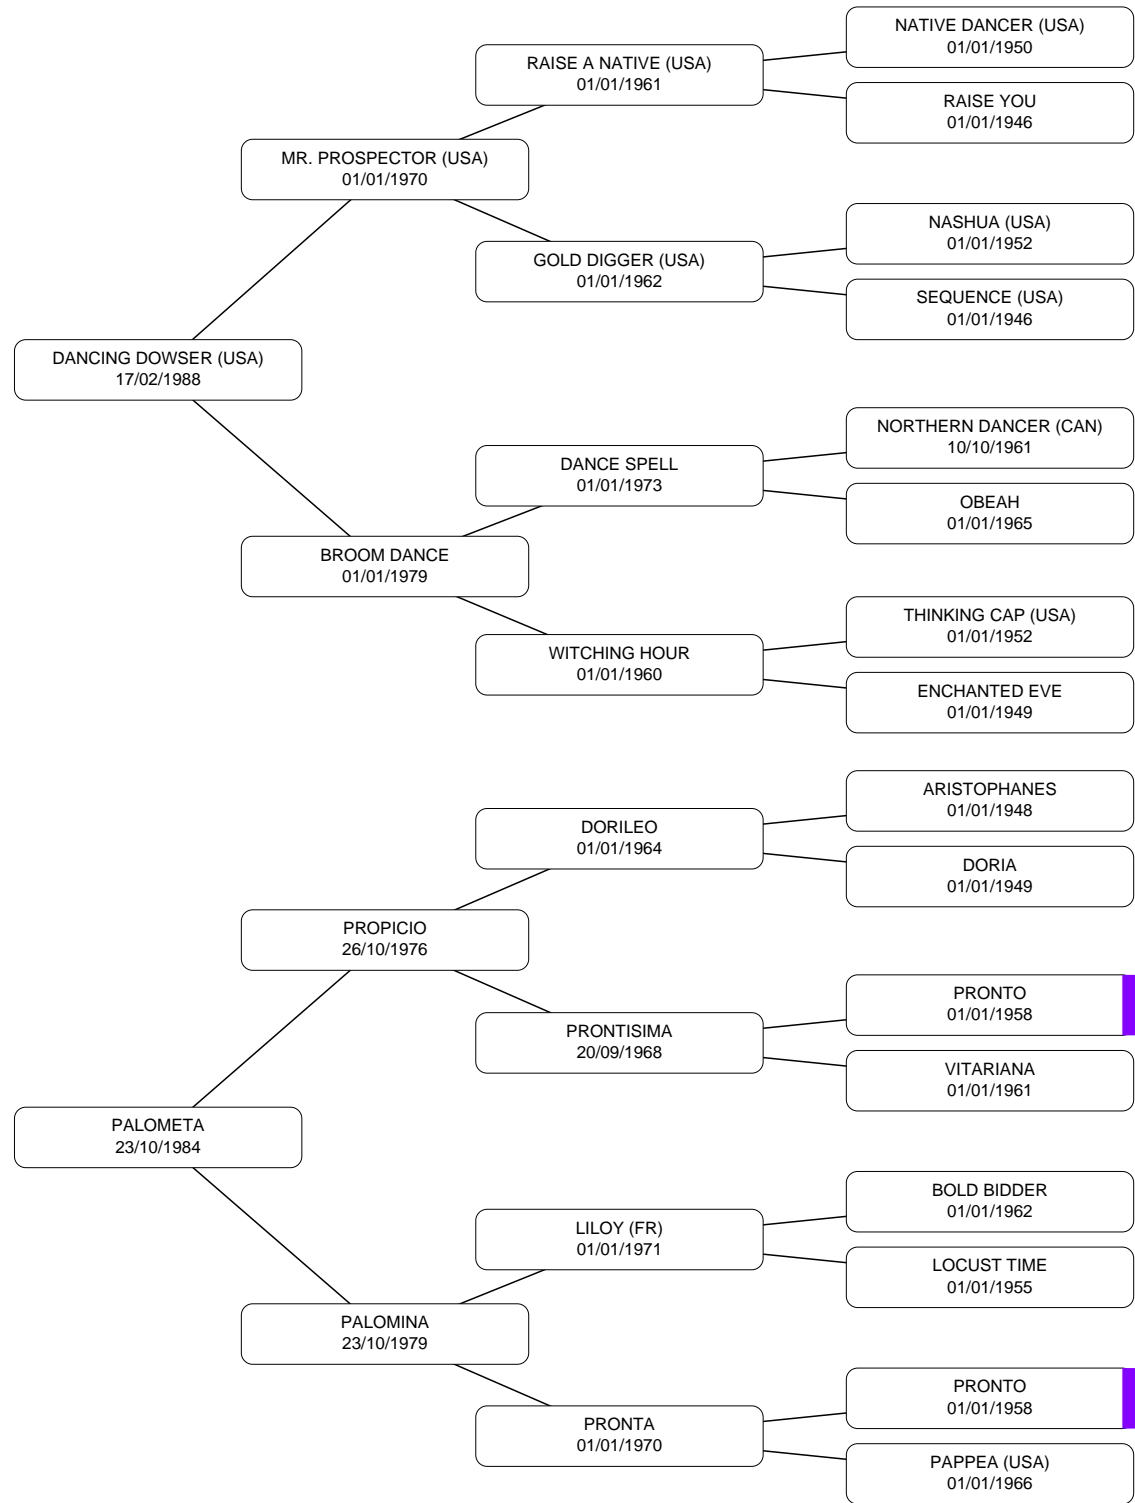 NATIVE DANCER (USA)
01/01/1950
RAISE A NATIVE (USA)
01/01/1961
RAISE YOU
01/01/1946
MR. PROSPECTOR (USA)
01/01/1970
NASHUA (USA)
01/01/1952
GOLD DIGGER (USA)
01/01/1962
SEQUENCE (USA)
01/01/1946
DANCING DOWSER (USA)
17/02/1988
NORTHERN DANCER (CAN)
10/10/1961
DANCE SPELL
01/01/1973
OBEAH
01/01/1965
BROOM DANCE
01/01/1979
THINKING CAP (USA)
01/01/1952
WITCHING HOUR
01/01/1960
ENCHANTED EVE
01/01/1949
ARISTOPHANES
01/01/1948
DORILEO
01/01/1964
DORIA
01/01/1949
PROPICIO
26/10/1976
PRONTO
01/01/1958
PRONTISIMA
20/09/1968
VITARIANA
01/01/1961
PALOMETA
23/10/1984
BOLD BIDDER
01/01/1962
LILOY (FR)
01/01/1971
LOCUST TIME
01/01/1955
PALOMINA
23/10/1979
PRONTO
01/01/1958
PRONTA
01/01/1970
PAPPEA (USA)
01/01/1966